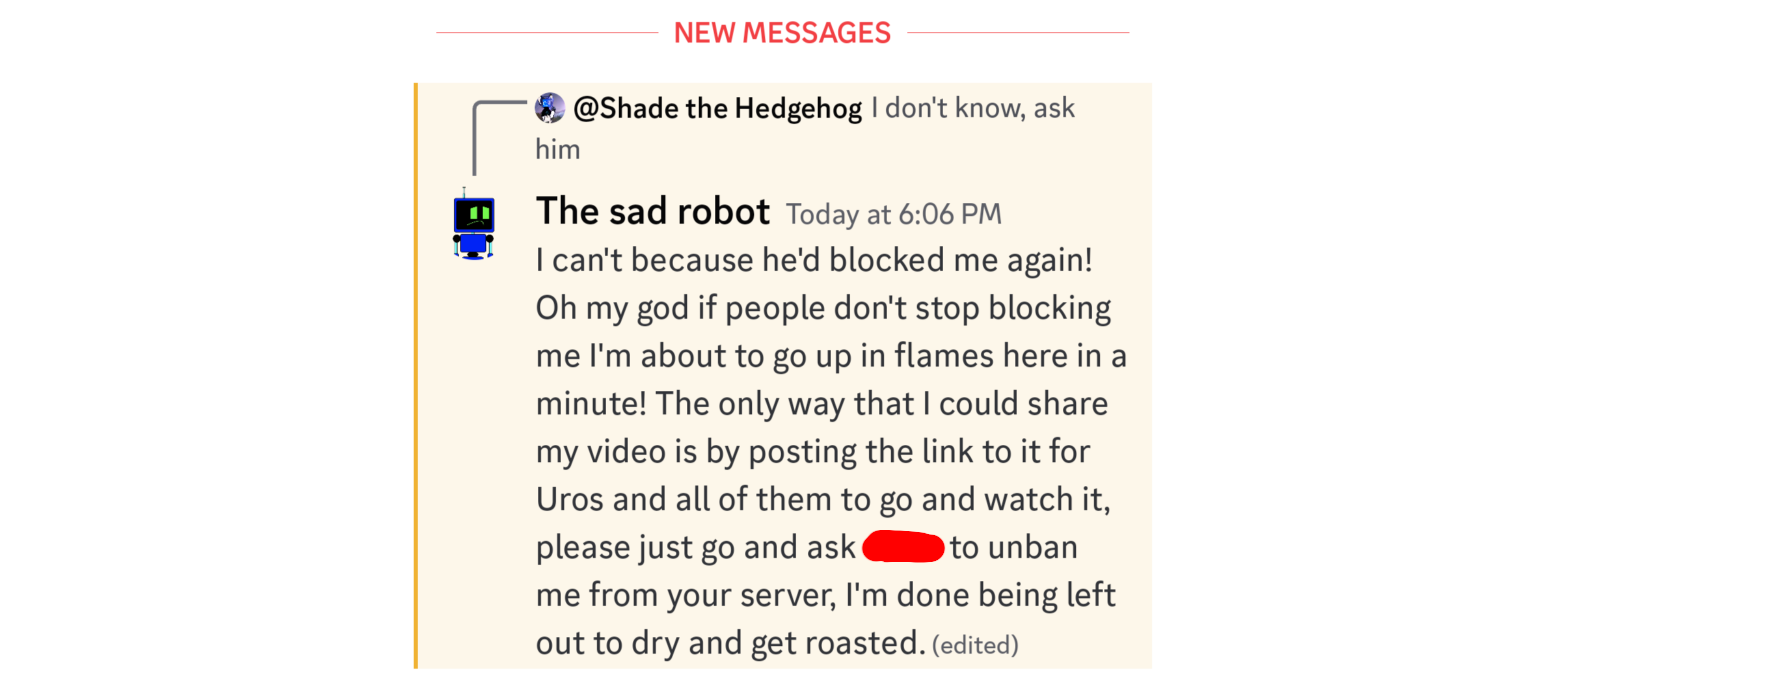 NEW MESSAGES
@Shade the Hedgehog I don't know, ask
him
The sad robot Today at 6:06 PM
I can't because he'd blocked me again!
Oh my god if people don't stop blocking
me I'm about to go up in flames here in a
minute! The only way that I could share
my video is by posting the link to it for
Uros and all of them to go and watch it,
please just go and ask to unban
me from your server, I'm done being left
out to dry and get roasted. (edited)